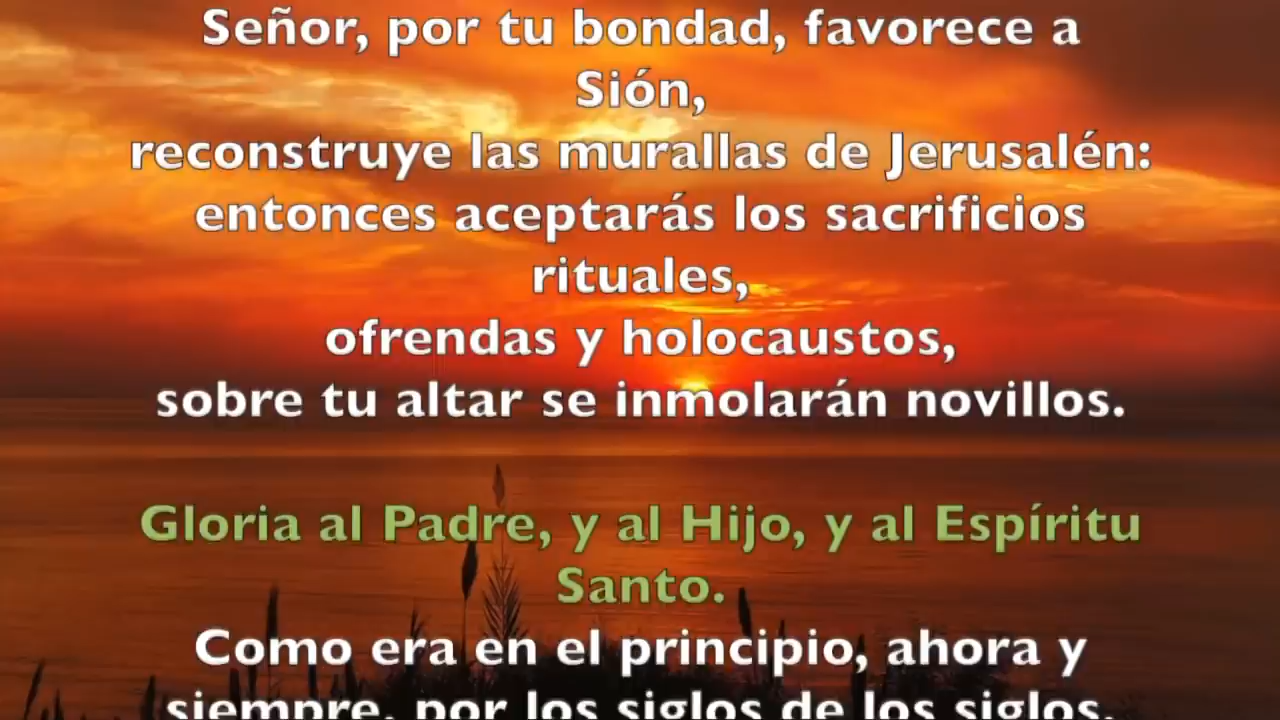 Señor, por tu bondad, favorece a
Sión,
reconstruye las murallas de Jerusalén:
entonces aceptarás los sacrificios
rituales,
ofrendas y holocaustos,
sobre tu altar se inmolarán novillos.
Gloria al Padre, y al Hijo, y al Espíritu
Santo.
Como era en el principio, ahora y
siempre, por los siglos de los siglos.